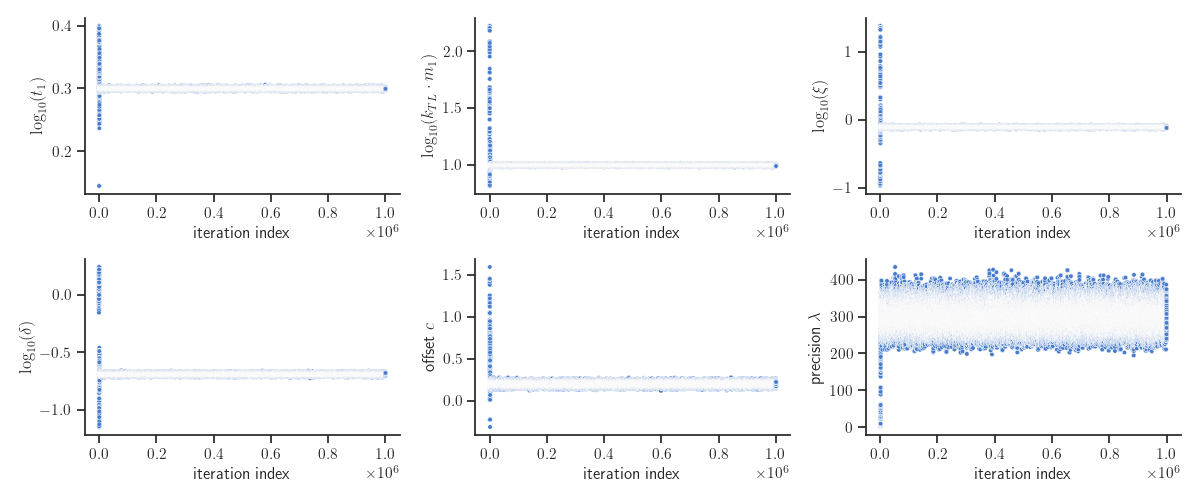 log₁₀(t₁)
0.4
0.3
0.2
0.0 0.2 0.4 0.6 0.8 1.0
iteration index ×10⁶
log₁₀(k_TL · m₁)
2.0
1.5
1.0
0.0 0.2 0.4 0.6 0.8 1.0
iteration index ×10⁶
log₁₀(ξ)
1
0
−1
0.0 0.2 0.4 0.6 0.8 1.0
iteration index ×10⁶
log₁₀(δ)
0.0
−0.5
−1.0
0.0 0.2 0.4 0.6 0.8 1.0
iteration index ×10⁶
offset c
1.5
1.0
0.5
0.0
0.0 0.2 0.4 0.6 0.8 1.0
iteration index ×10⁶
precision λ
400
300
200
100
0
0.0 0.2 0.4 0.6 0.8 1.0
iteration index ×10⁶